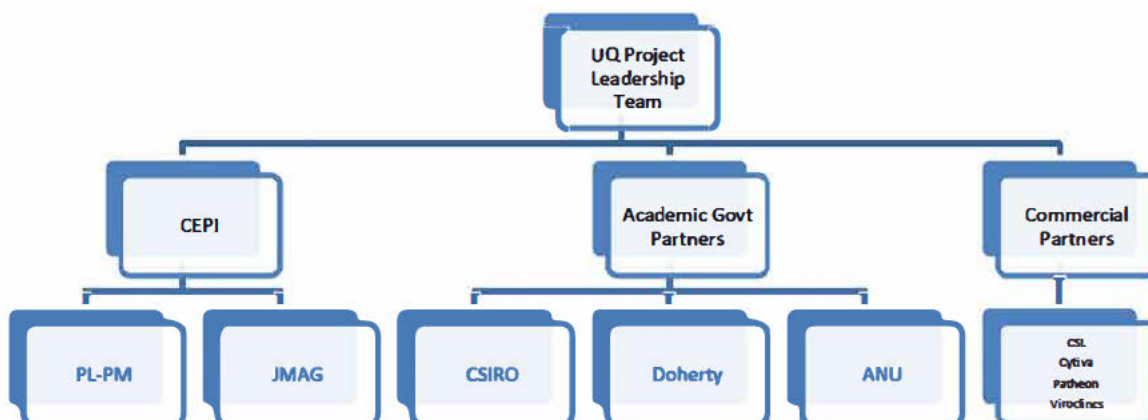 UQ Project
Leadership
Team
CEPI
Academic Govt
Partners
Commercial
Partners
PL-PM
JMAG
CSIRO
Doherty
ANU
CSL
Cytiva
Patheon
Viroclincs